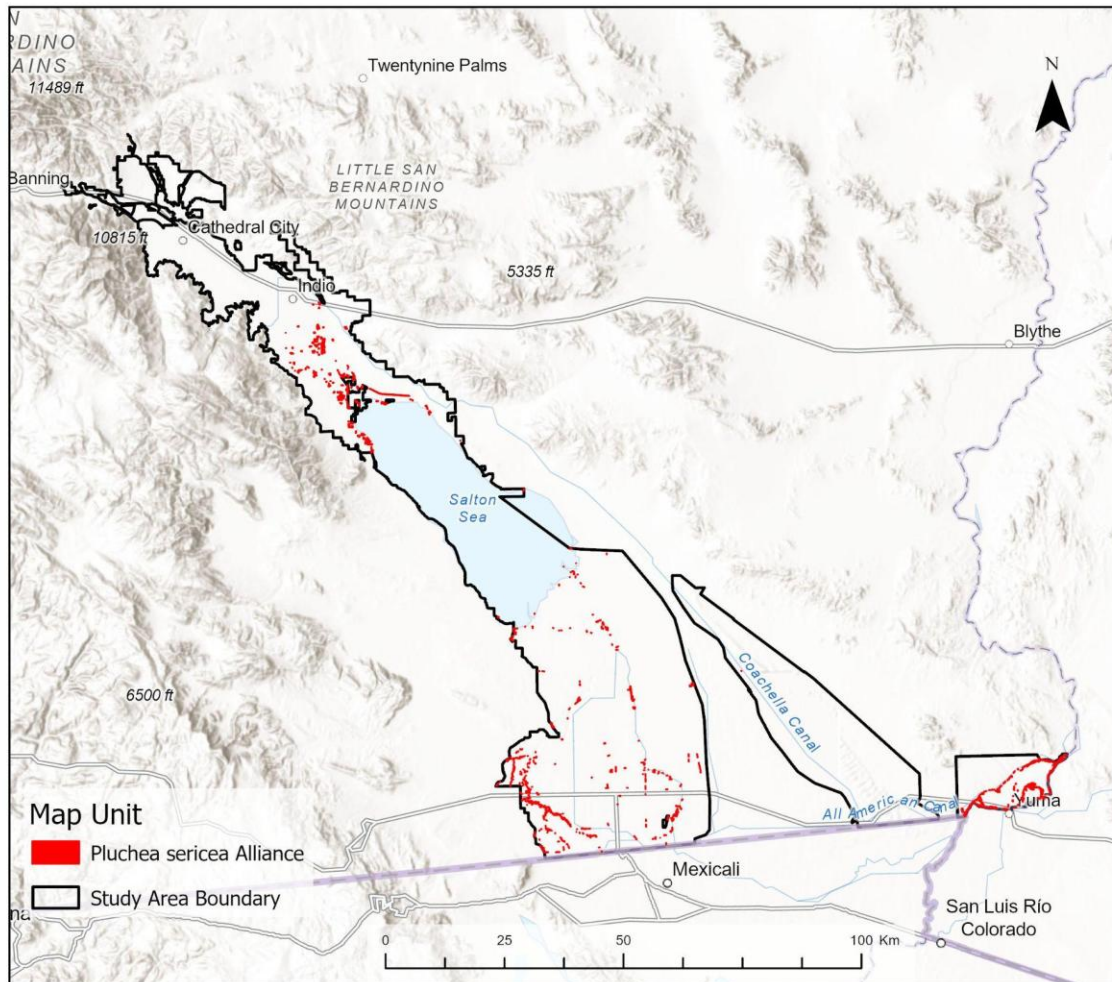 N
RDINO
AINS
11489 ft
Twentynine Palms
N
LITTLE SAN
BERNARDINO
MOUNTAINS
Banning
10815 ft
Cathedral City
5335 ft
Indio
Blythe
Salton
Sea
6500 ft
Coachella Canal
All American Canal
Yuma
Map Unit
Pluchea sericea Alliance
Study Area Boundary
Mexicali
na
San Luis Río
Colorado
0 25 50 100 Km